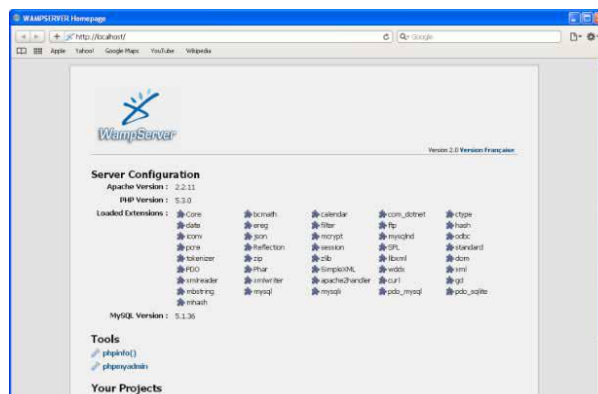 WAMPSERVER Homepage
http://localhost/
Google
Apple Yahoo! Google Maps YouTube Wikipedia
WampServer
Version 2.0 Version Française
Server Configuration
Apache Version : 2.2.11
PHP Version : 5.3.0
Loaded Extensions : Core bcmath calendar com_dotnet ctype
date ereg filter ftp hash
iconv json mcrypt mysqlnd odbc
pcre Reflection session SPL standard
tokenizer zip zlib libxml dom
PDO Phar SimpleXML wddx xml
xmlreader xmlwriter apache2handler curl gd
mbstring mysql mysqli pdo_mysql pdo_sqlite
mhash
MySQL Version : 5.1.36
Tools
phpinfo()
phpmyadmin
Your Projects